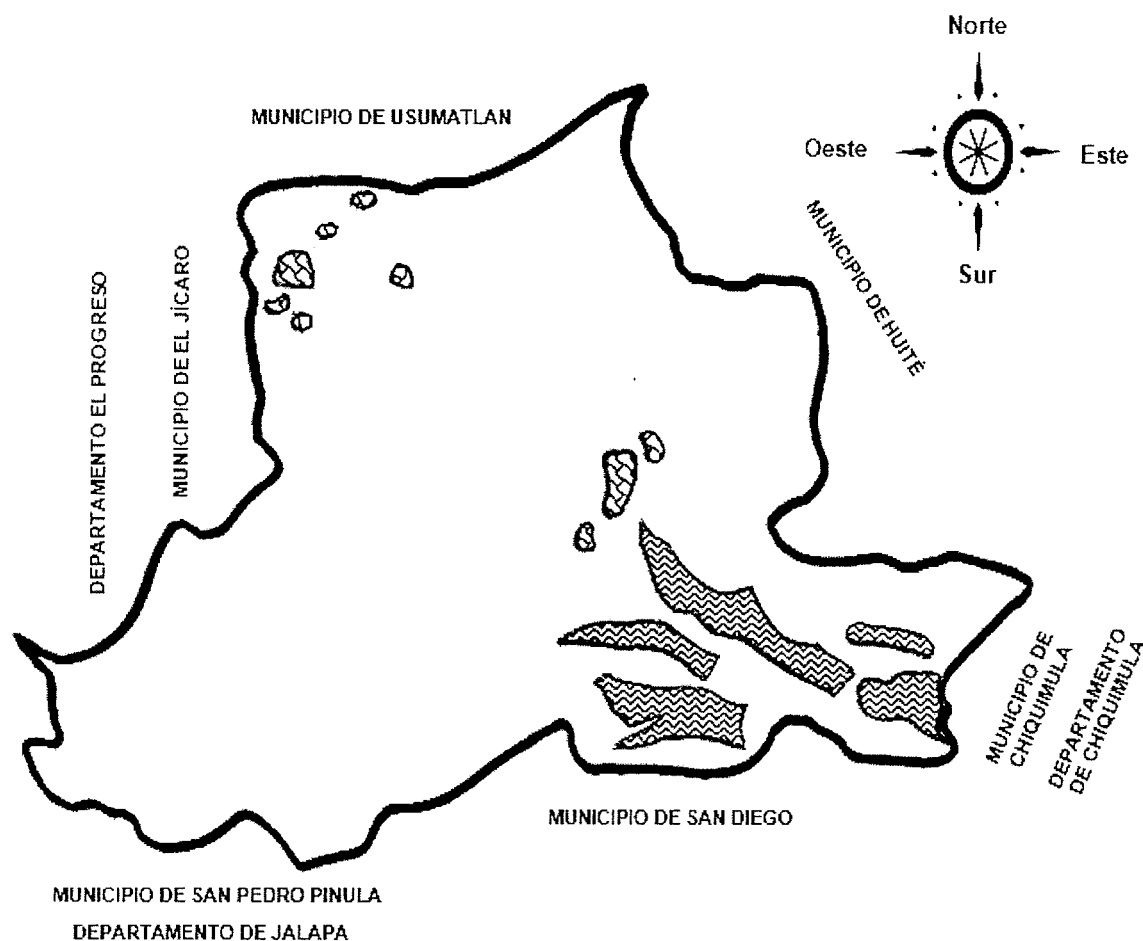 Norte
MUNICIPIO DE USUMATLAN
Oeste
Este
Sur
MUNICIPIO DE HUITÉ
DEPARTAMENTO EL PROGRESO
MUNICIPIO DE EL JÍCARO
MUNICIPIO DE
CHIQUIMULA
DEPARTAMENTO
DE CHIQUIMULA
MUNICIPIO DE SAN DIEGO
MUNICIPIO DE SAN PEDRO PINULA
DEPARTAMENTO DE JALAPA